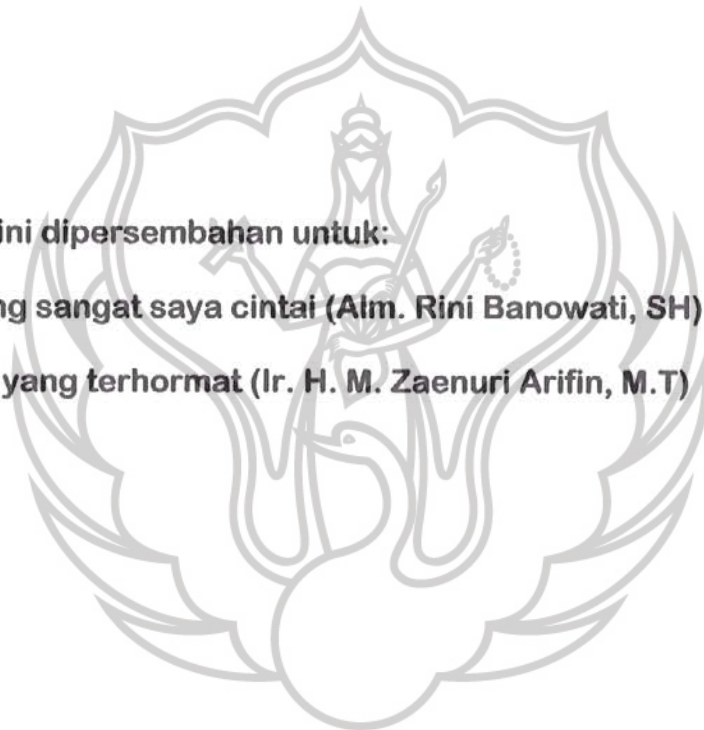 ini dipersembahan untuk:
ng sangat saya cintai (Alm. Rini Banowati, SH)
yang terhormat (Ir. H. M. Zaenuri Arifin, M.T)